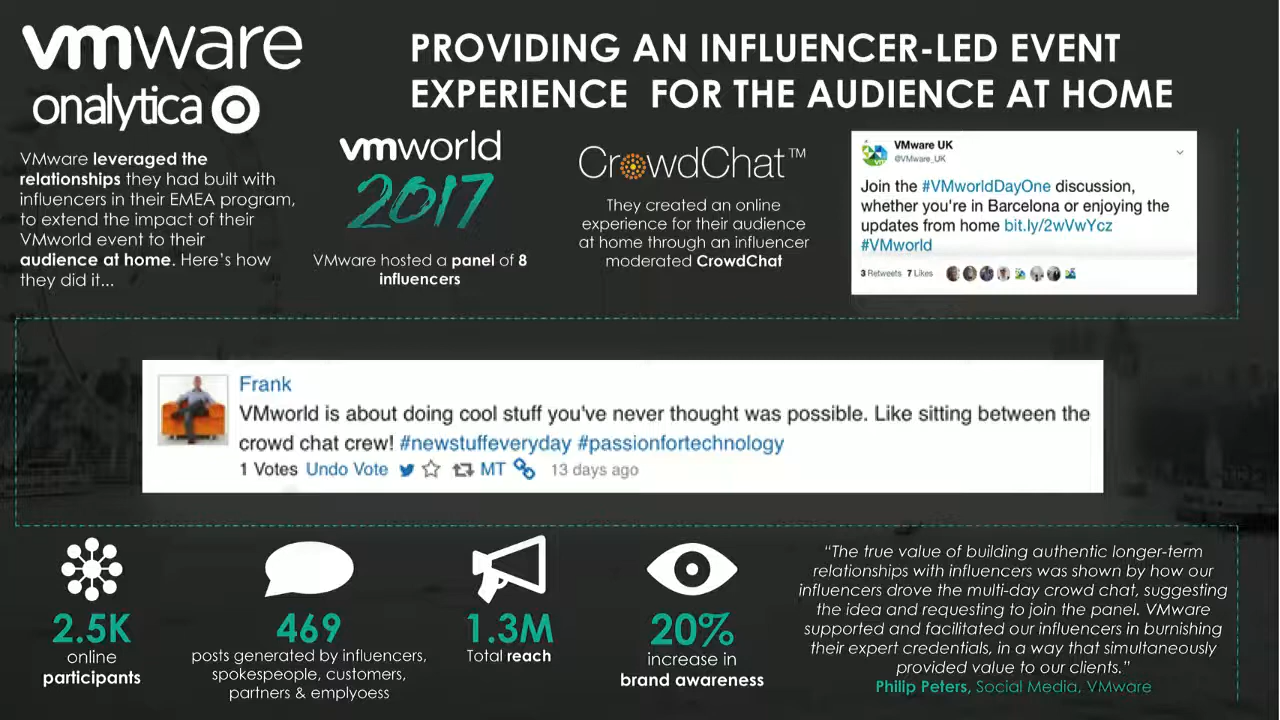 vmware
onalytica
PROVIDING AN INFLUENCER-LED EVENT
EXPERIENCE FOR THE AUDIENCE AT HOME
VMware leveraged the
relationships they had built with
influencers in their EMEA program,
to extend the impact of their
VMworld event to their
audience at home. Here's how
they did it...
vmworld
2017
VMware hosted a panel of 8
influencers
CrowdChat™
They created an online
experience for their audience
at home through an influencer
moderated CrowdChat
VMware UK
@VMware_UK
Join the #VMworldDayOne discussion,
whether you're in Barcelona or enjoying the
updates from home bit.ly/2wVwYcz
#VMworld
3 Retweets 7 Likes
Frank
VMworld is about doing cool stuff you've never thought was possible. Like sitting between the
crowd chat crew! #newstuffeveryday #passionfortechnology
1 Votes Undo Vote MT 13 days ago
2.5K
online
participants
469
posts generated by influencers,
spokespeople, customers,
partners & emplyoess
1.3M
Total reach
20%
increase in
brand awareness
"The true value of building authentic longer-term
relationships with influencers was shown by how our
influencers drove the multi-day crowd chat, suggesting
the idea and requesting to join the panel. VMware
supported and facilitated our influencers in burnishing
their expert credentials, in a way that simultaneously
provided value to our clients."
Philip Peters, Social Media, VMware